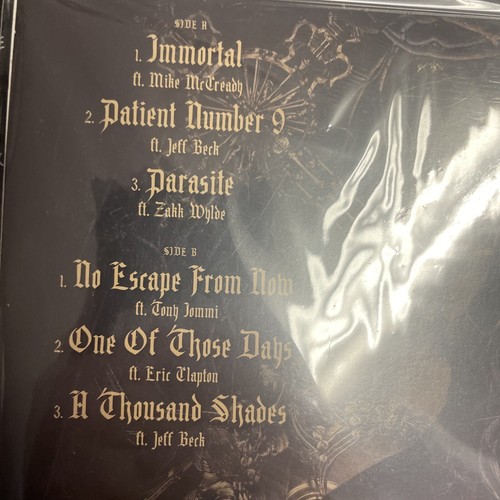 SIDE A
1. Immortal
ft. Mike McCready
2. Patient Number 9
ft. Jeff Beck
3. Parasite
ft. Zakk Wylde
SIDE B
1. No Escape From Now
ft. Tony Iommi
2. One Of Those Days
ft. Eric Clapton
3. A Thousand Shades
ft. Jeff Beck